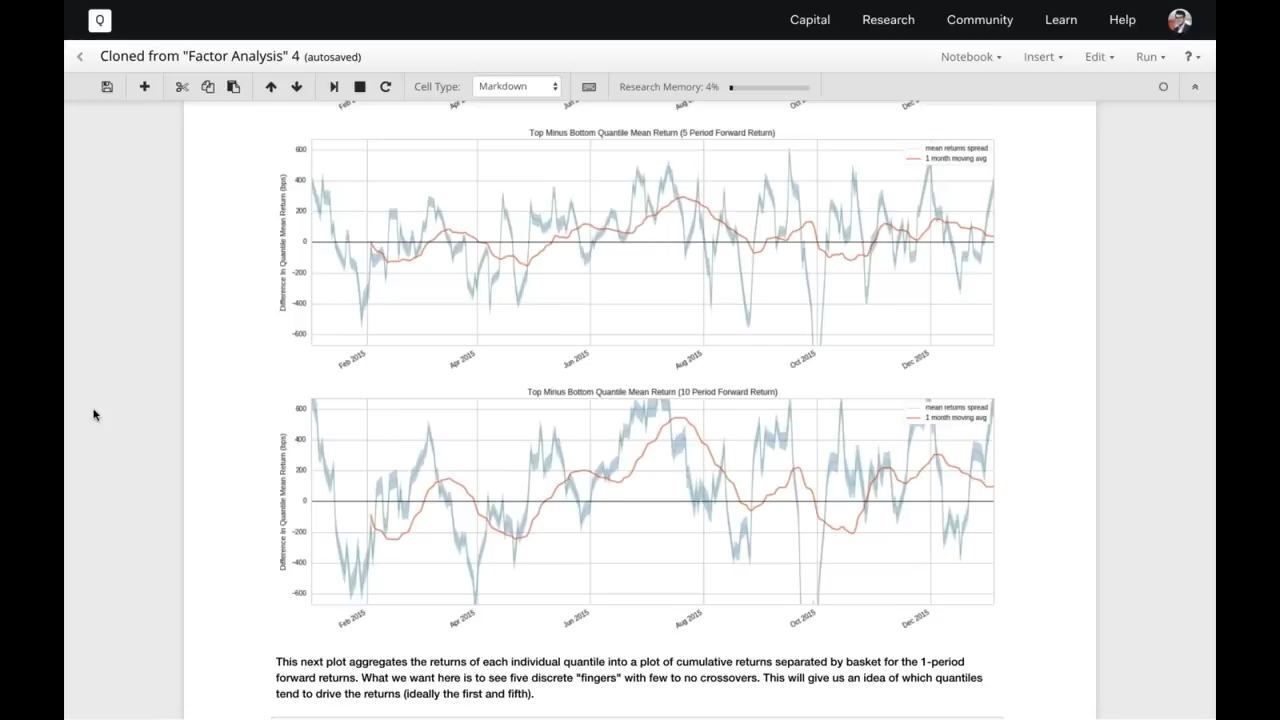 Q
Capital
Research
Community
Learn
Help
Cloned from "Factor Analysis" 4 (autosaved)
Notebook
Insert
Edit
Run
?
Cell Type:
Markdown
Research Memory: 4%
Top Minus Bottom Quantile Mean Return (5 Period Forward Return)
mean returns spread
1 month moving avg
Difference In Quantile Mean Return (bps)
600
400
200
0
-200
-400
-600
Feb 2015
Apr 2015
Jun 2015
Aug 2015
Oct 2015
Dec 2015
Top Minus Bottom Quantile Mean Return (10 Period Forward Return)
mean returns spread
1 month moving avg
Difference In Quantile Mean Return (bps)
600
400
200
0
-200
-400
-600
Feb 2015
Apr 2015
Jun 2015
Aug 2015
Oct 2015
Dec 2015
This next plot aggregates the returns of each individual quantile into a plot of cumulative returns separated by basket for the 1-period
forward returns. What we want here is to see five discrete "fingers" with few to no crossovers. This will give us an idea of which quantiles
tend to drive the returns (ideally the first and fifth).